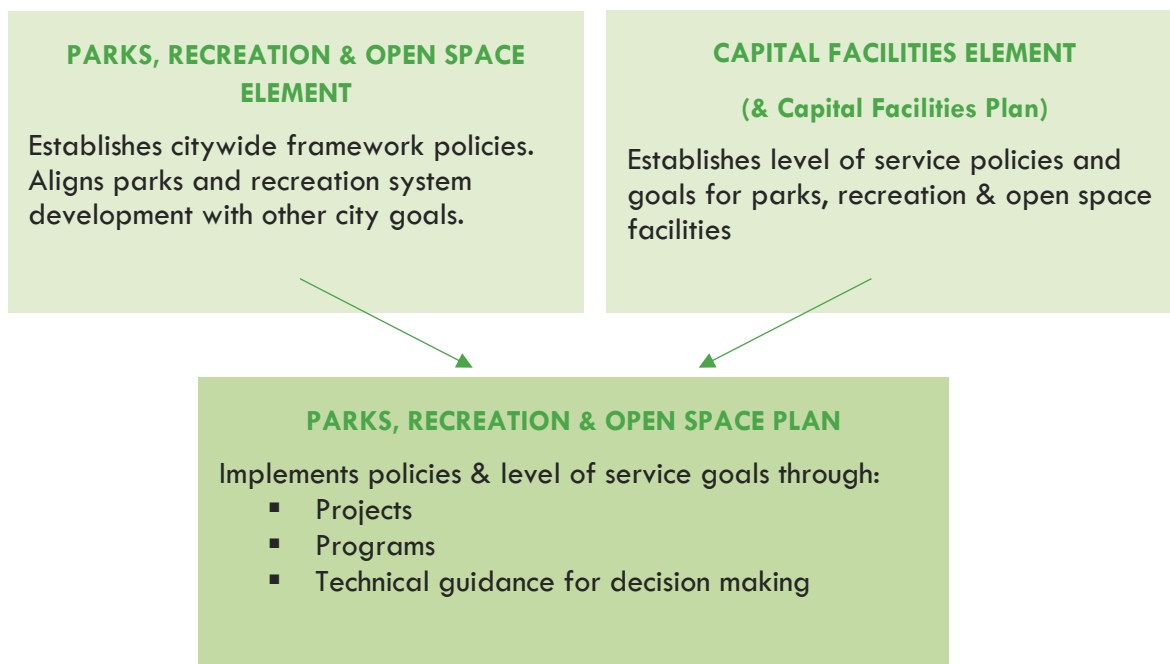 PARKS, RECREATION & OPEN SPACE
ELEMENT
Establishes citywide framework policies.
Aligns parks and recreation system
development with other city goals.
CAPITAL FACILITIES ELEMENT
(& Capital Facilities Plan)
Establishes level of service policies and
goals for parks, recreation & open space
facilities
PARKS, RECREATION & OPEN SPACE PLAN
Implements policies & level of service goals through:
▪ Projects
▪ Programs
▪ Technical guidance for decision making